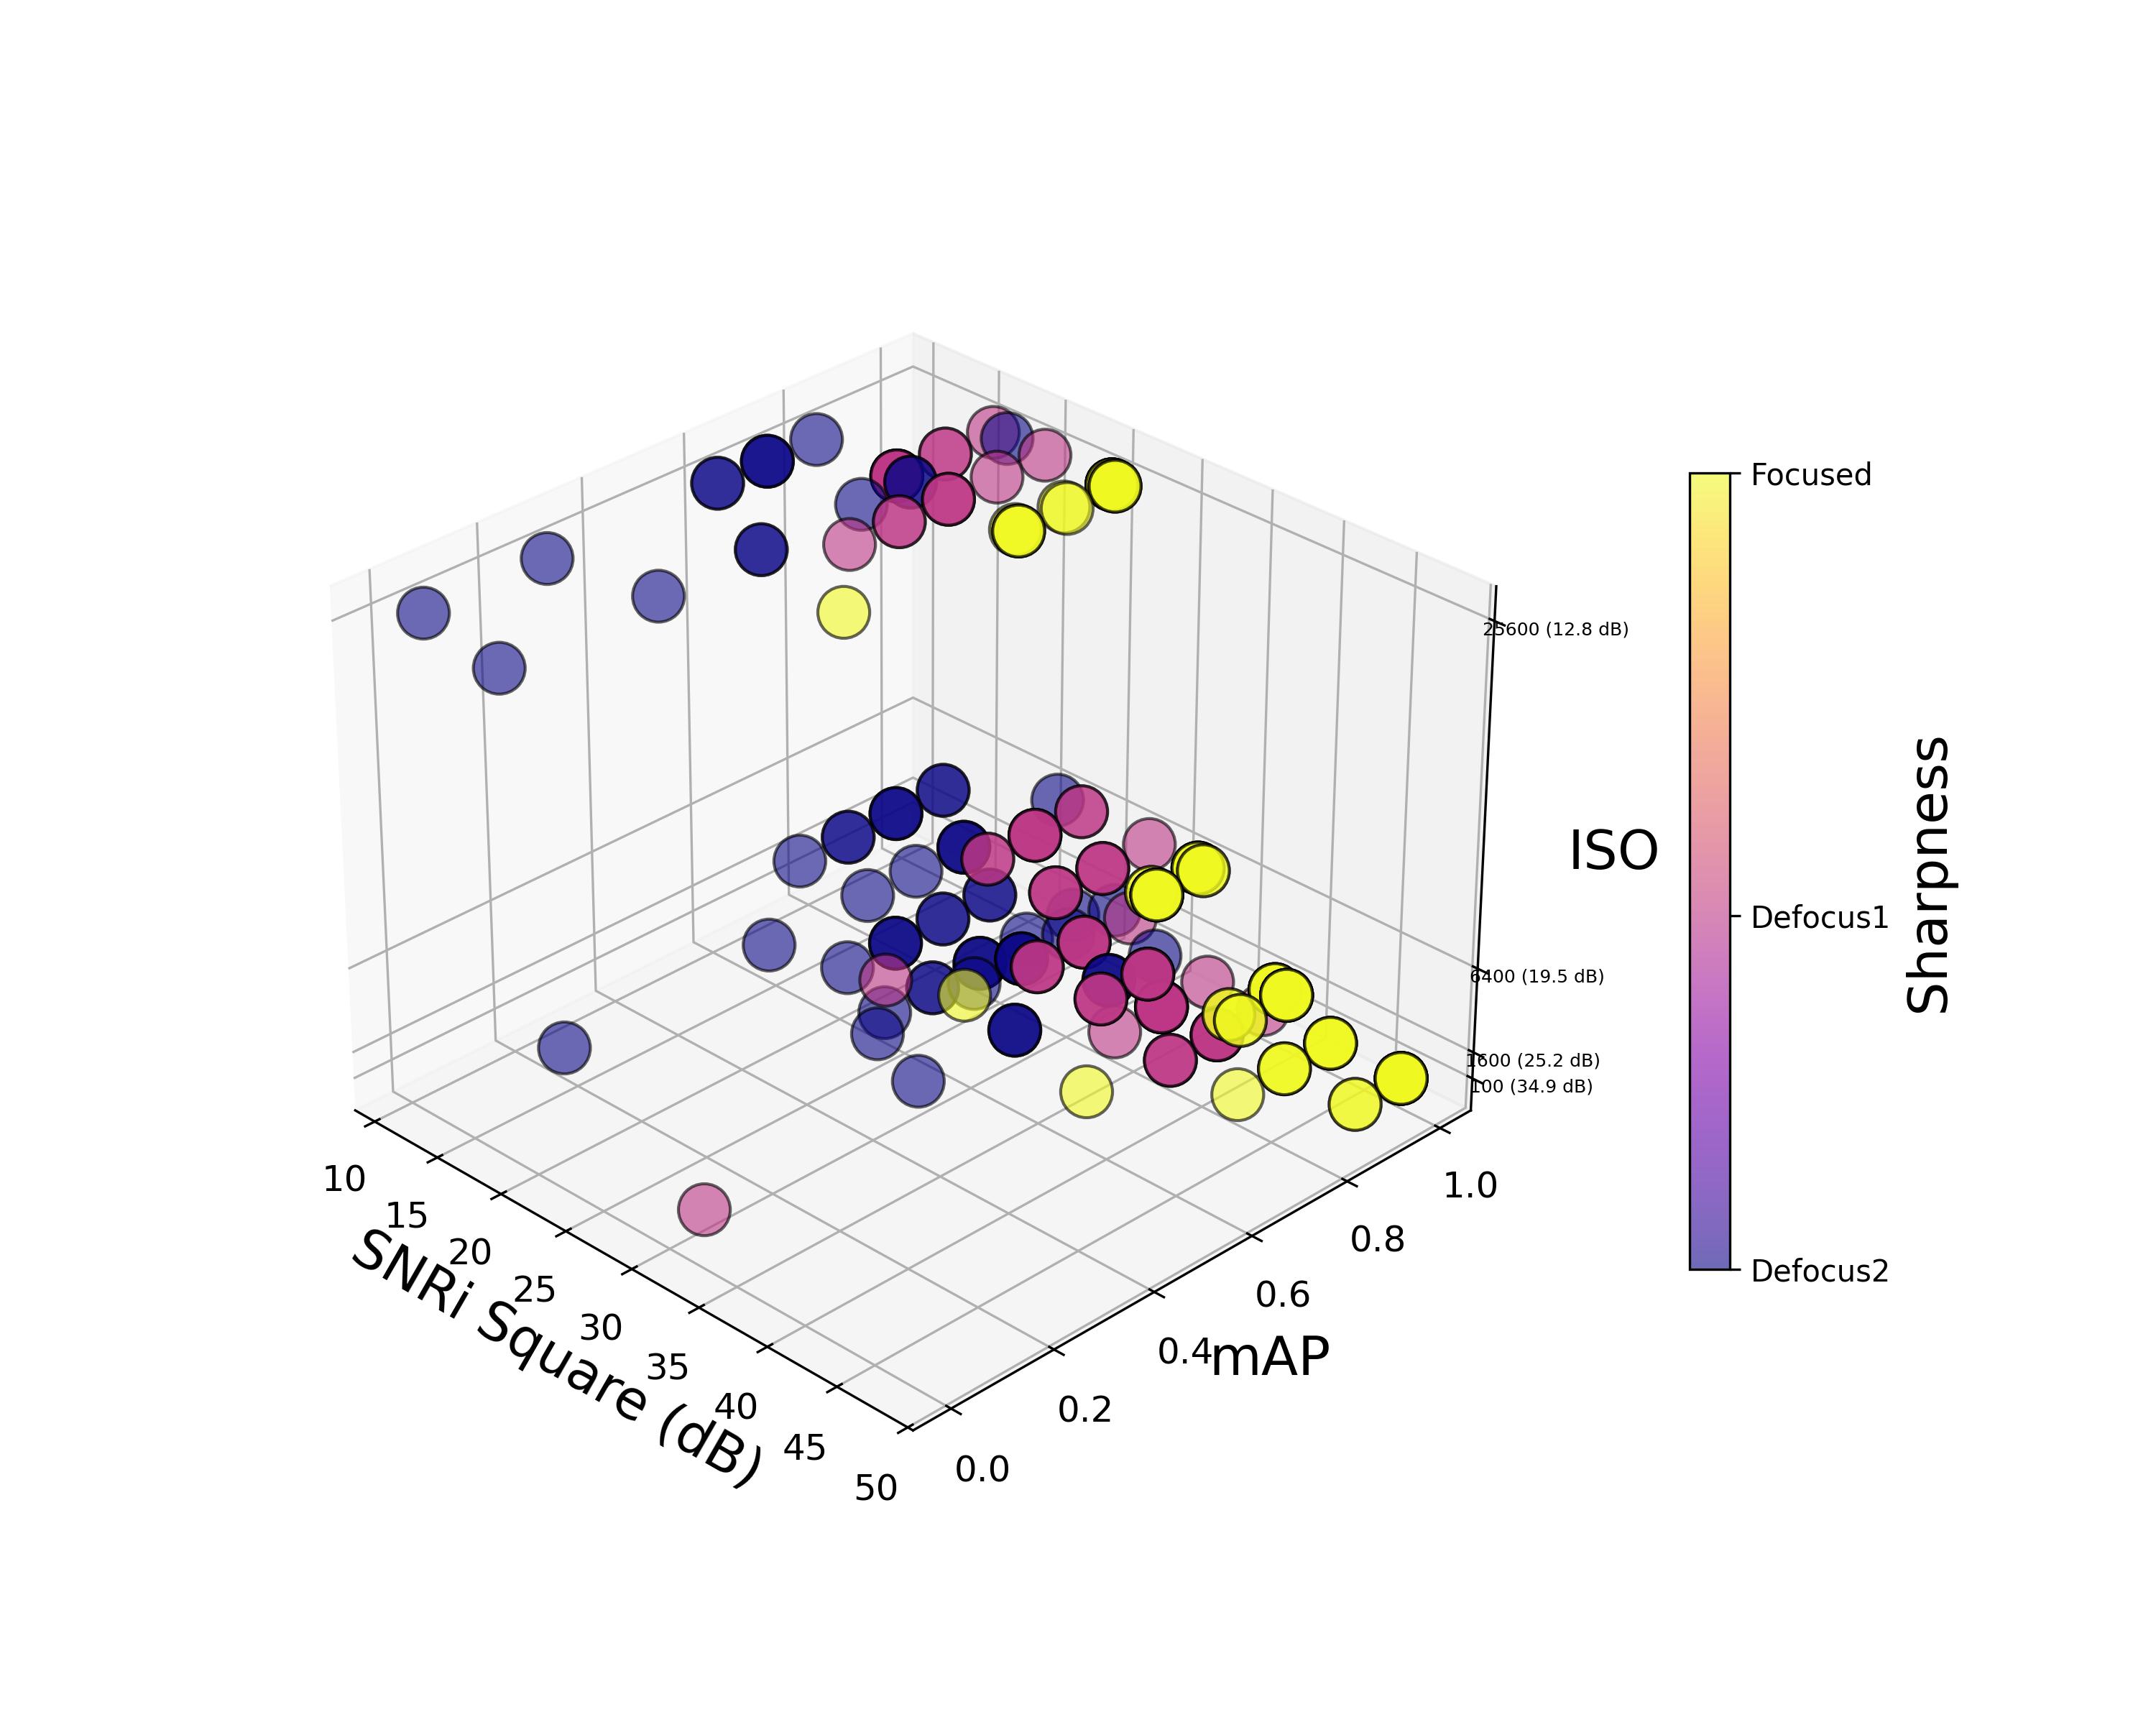 25600 (12.8 dB)
6400 (19.5 dB)
1600 (25.2 dB)
100 (34.9 dB)
ISO
10
15
20
25
30
35
40
45
50
SNRi Square (dB)
0.0
0.2
0.4
0.6
0.8
1.0
mAP
Focused
Defocus1
Defocus2
Sharpness